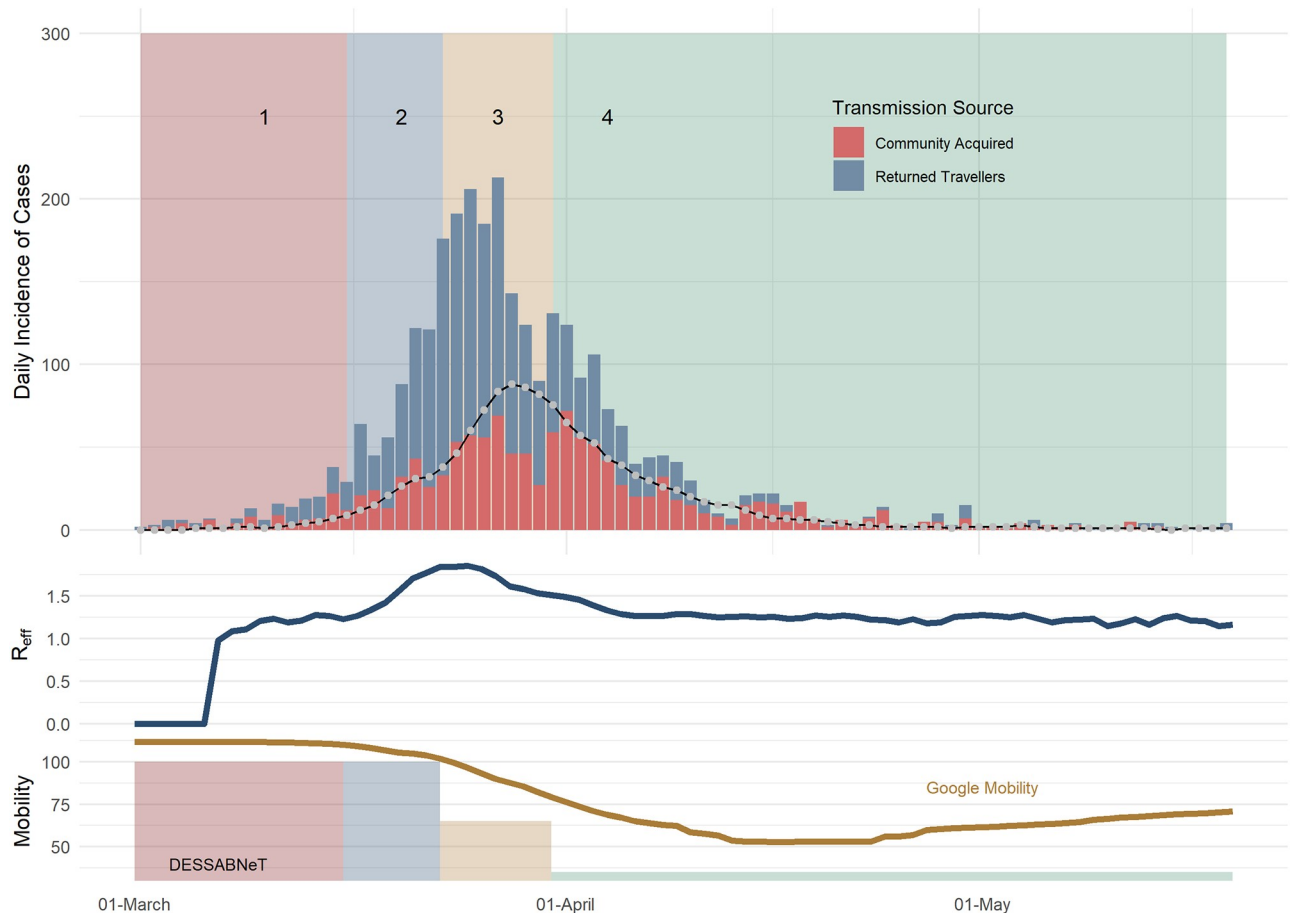 300
200
100
0
Daily Incidence of Cases
1
2
3
4
Transmission Source
Community Acquired
Returned Travellers
1.5
1.0
0.5
0.0
Reff
100
75
50
Mobility
Google Mobility
DESSABNeT
01-March
01-April
01-May